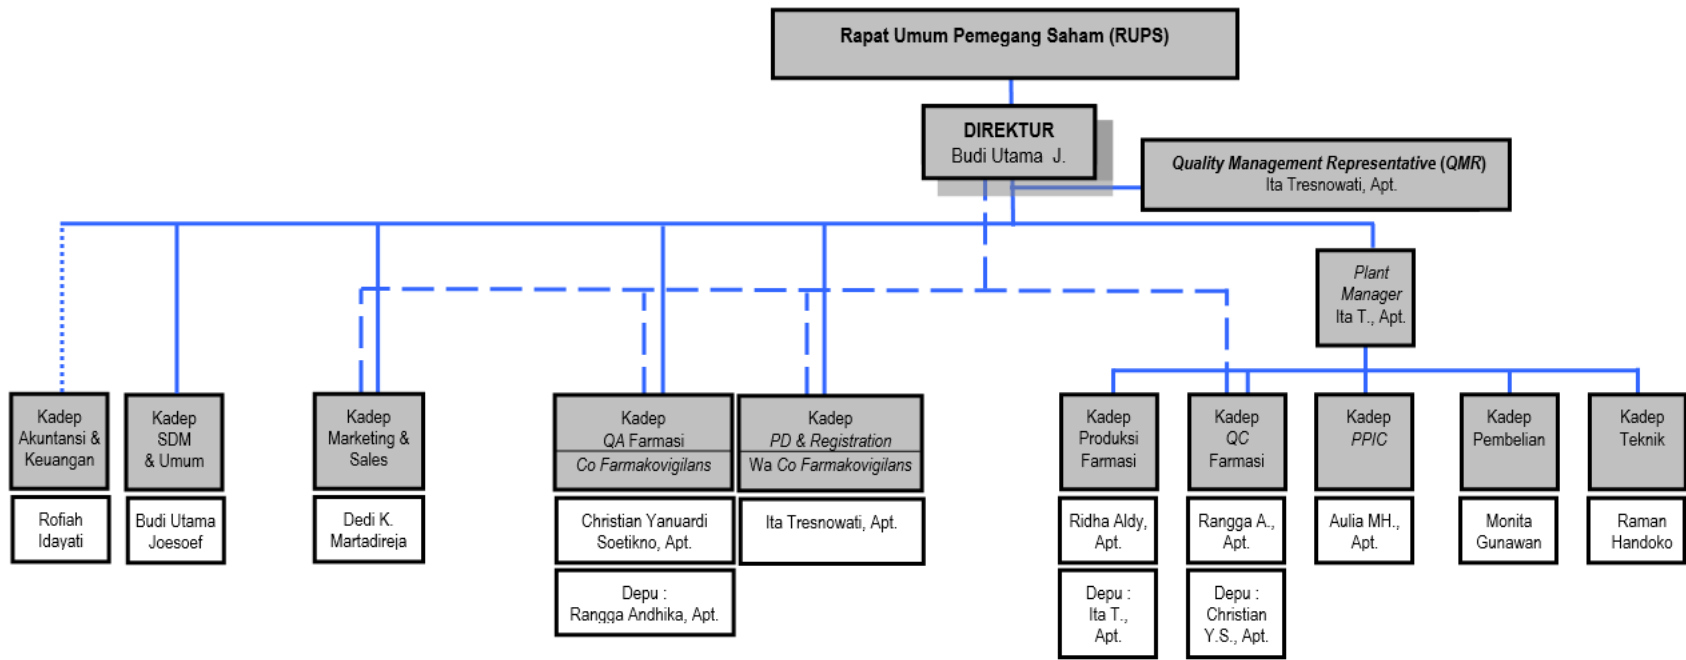 Rapat Umum Pemegang Saham (RUPS)
DIREKTUR
Budi Utama J.
Quality Management Representative (QMR)
Ita Tresnowati, Apt.
Plant
Manager
Ita T., Apt.
Kadep
Akuntansi &
Keuangan
Rofiah
Idayati
Kadep
SDM
& Umum
Budi Utama
Joesoef
Kadep
Marketing &
Sales
Dedi K.
Martadireja
Kadep
QA Farmasi
Co Farmakovigilans
Christian Yanuardi
Soetikno, Apt.
Depu :
Rangga Andhika, Apt.
Kadep
PD & Registration
Wa Co Farmakovigilans
Ita Tresnowati, Apt.
Kadep
Produksi
Farmasi
Ridha Aldy,
Apt.
Depu :
Ita T.,
Apt.
Kadep
QC
Farmasi
Rangga A.,
Apt.
Depu :
Christian
Y.S., Apt.
Kadep
PPIC
Aulia MH.,
Apt.
Kadep
Pembelian
Monita
Gunawan
Kadep
Teknik
Raman
Handoko